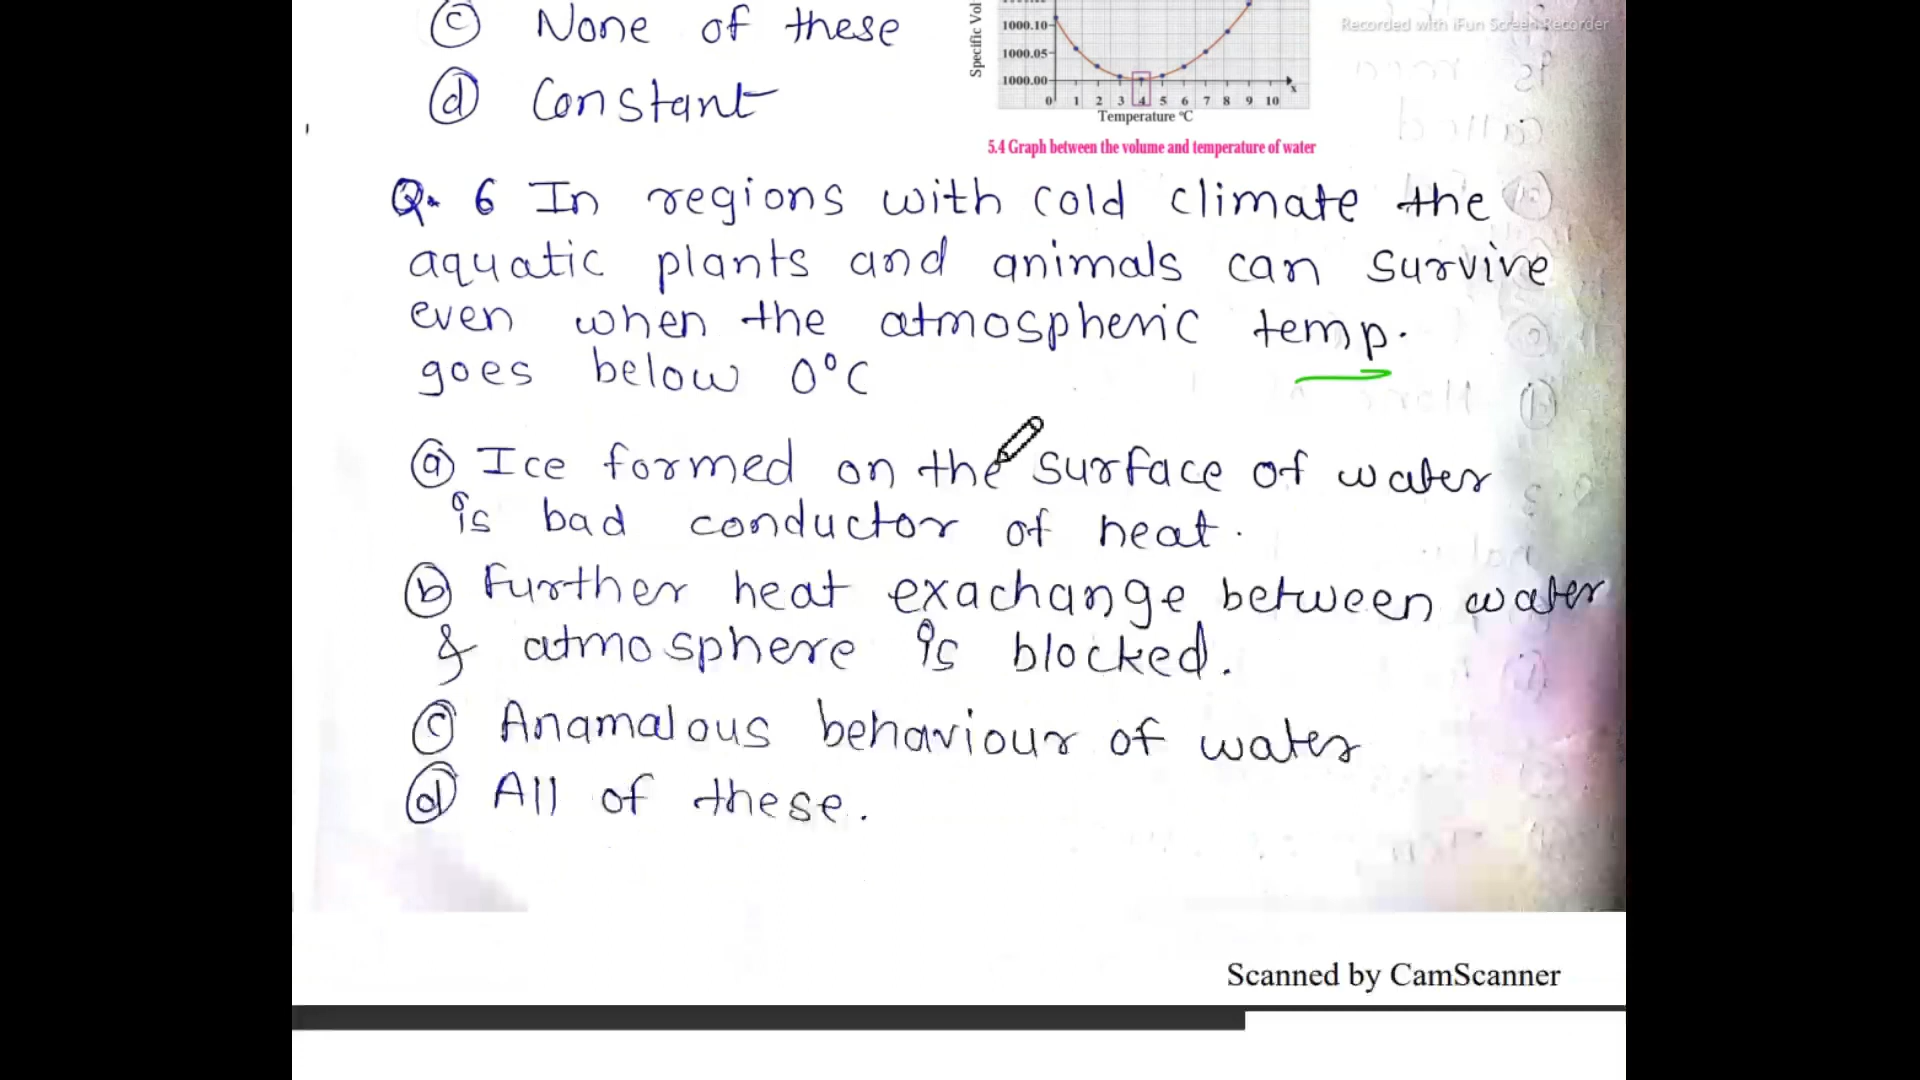 c None of these
d Constant
Specific Vol
1000.10
1000.05
1000.00
0 1 2 3 4 5 6 7 8 9 10
x
Temperature °C
5.4 Graph between the volume and temperature of water
Recorded with iFun Screen Recorder
Q. 6 In regions with cold climate the
aquatic plants and animals can survive
even when the atmospheric temp.
goes below 0°C
a Ice formed on the surface of water
is bad conductor of heat.
b Further heat exachange between water
& atmosphere is blocked.
c Anamalous behaviour of water
d All of these.
Scanned by CamScanner